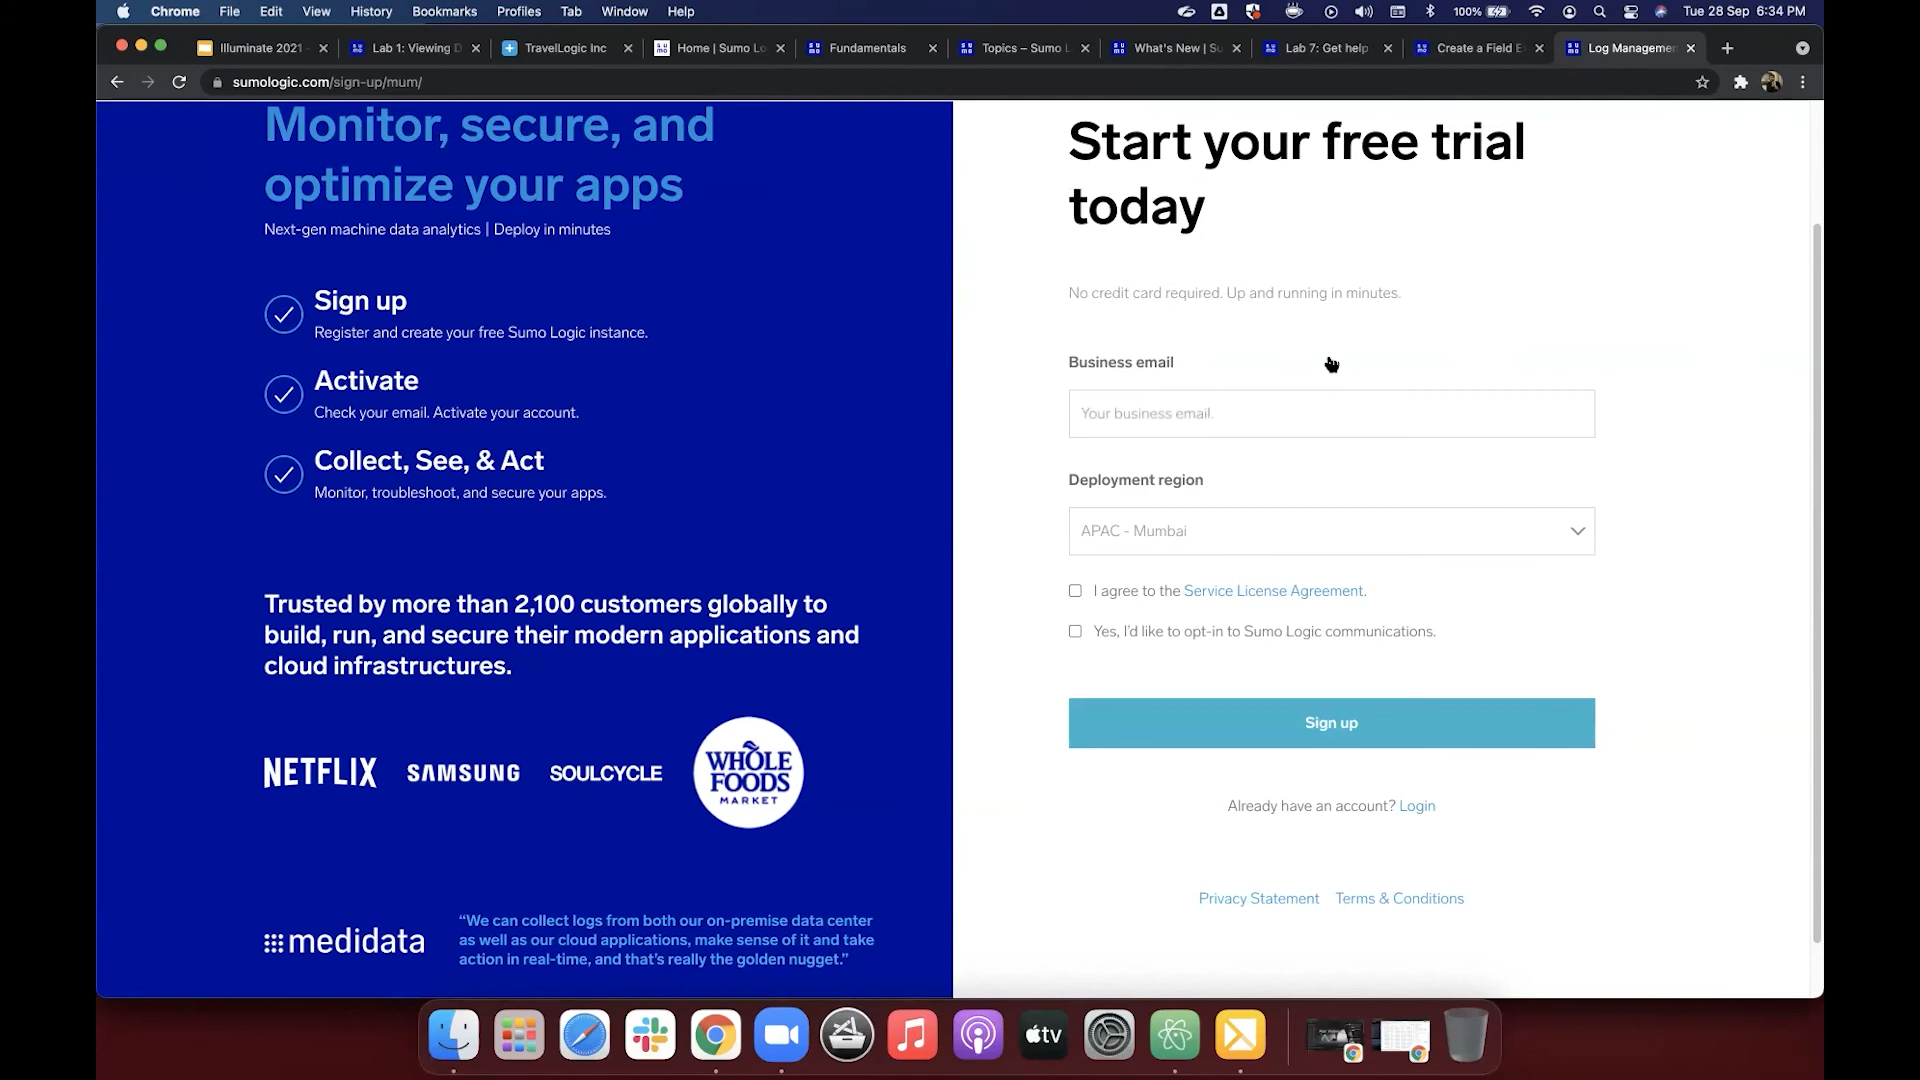 Chrome File Edit View History Bookmarks Profiles Tab Window Help 100% Tue 28 Sep 6:34 PM
Illuminate 2021 - Lab 1: Viewing D TravelLogic Inc Home | Sumo Lo Fundamentals Topics – Sumo L What's New | Su Lab 7: Get help Create a Field E Log Managemen
sumologic.com/sign-up/mum/
Monitor, secure, and
optimize your apps
Next-gen machine data analytics | Deploy in minutes
Sign up
Register and create your free Sumo Logic instance.
Activate
Check your email. Activate your account.
Collect, See, & Act
Monitor, troubleshoot, and secure your apps.
Trusted by more than 2,100 customers globally to
build, run, and secure their modern applications and
cloud infrastructures.
NETFLIX SAMSUNG SOULCYCLE WHOLE
FOODS
MARKET
medidata
“We can collect logs from both our on-premise data center
as well as our cloud applications, make sense of it and take
action in real-time, and that’s really the golden nugget.”
Start your free trial
today
No credit card required. Up and running in minutes.
Business email
Your business email.
Deployment region
APAC - Mumbai
I agree to the Service License Agreement.
Yes, I’d like to opt-in to Sumo Logic communications.
Sign up
Already have an account? Login
Privacy Statement Terms & Conditions
tv